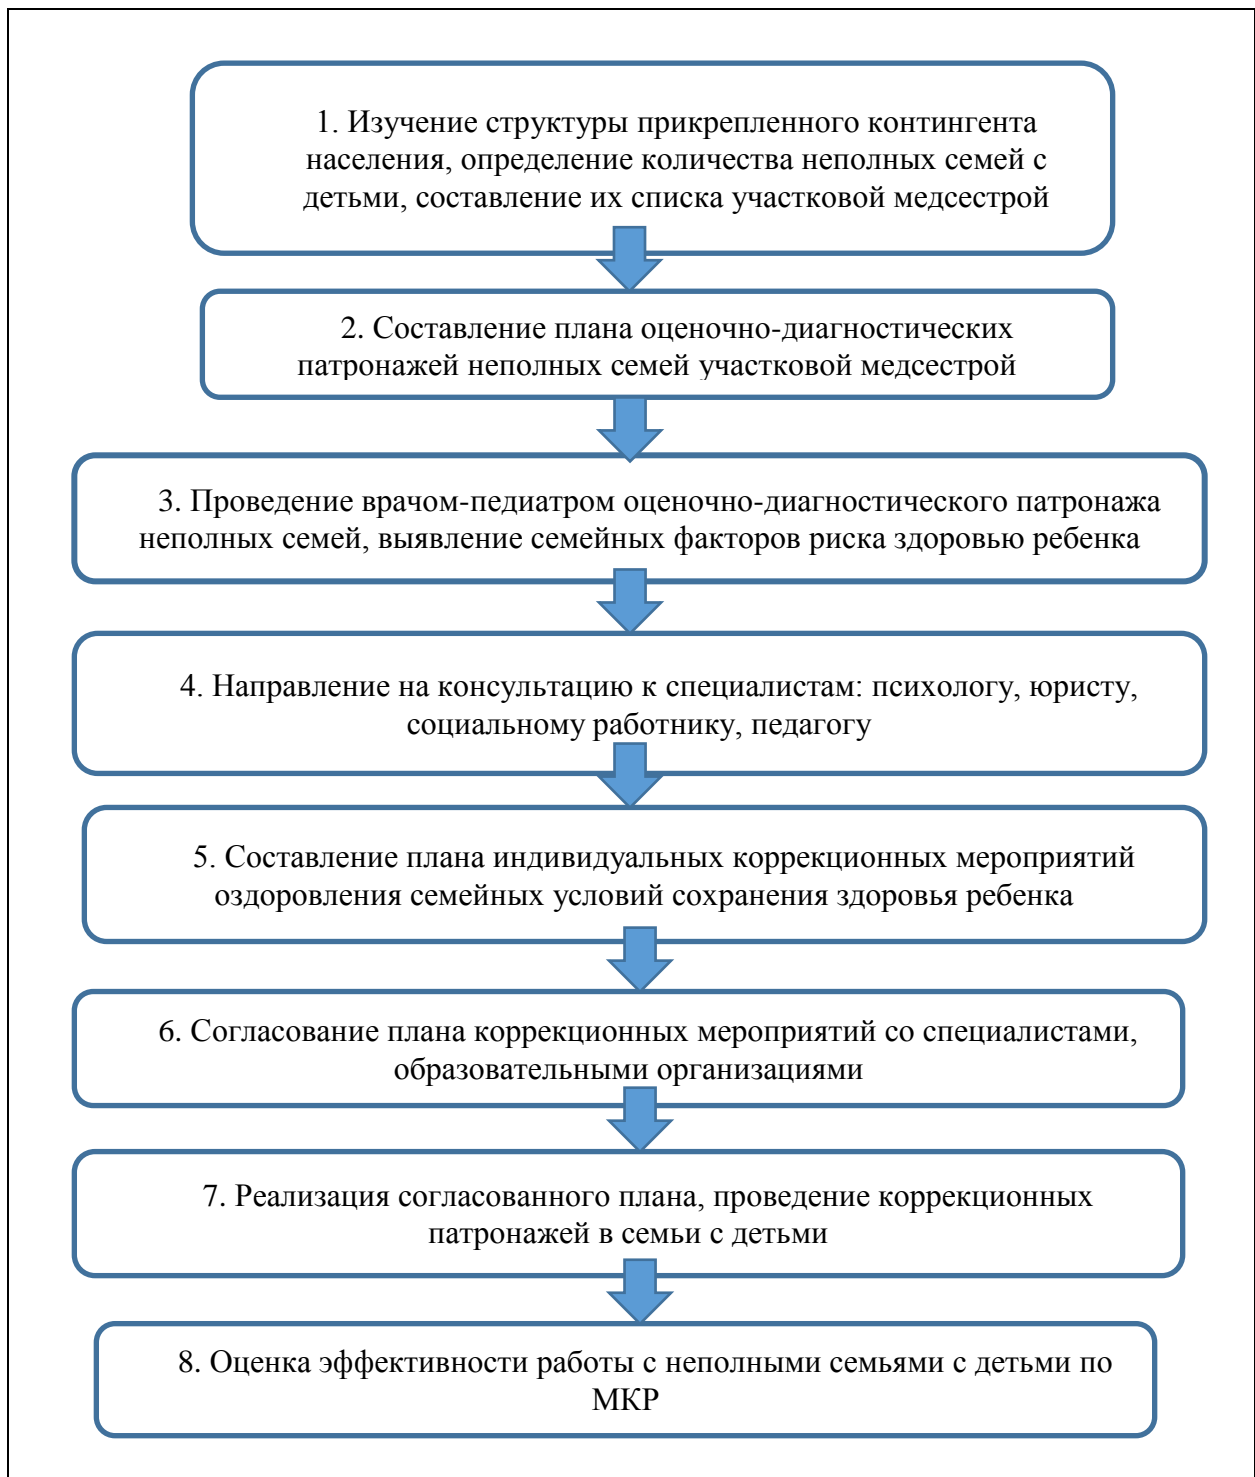 1. Изучение структуры прикрепленного контингента
населения, определение количества неполных семей с
детьми, составление их списка участковой медсестрой
2. Составление плана оценочно-диагностических
патронажей неполных семей участковой медсестрой
3. Проведение врачом-педиатром оценочно-диагностического патронажа
неполных семей, выявление семейных факторов риска здоровью ребенка
4. Направление на консультацию к специалистам: психологу, юристу,
социальному работнику, педагогу
5. Составление плана индивидуальных коррекционных мероприятий
оздоровления семейных условий сохранения здоровья ребенка
6. Согласование плана коррекционных мероприятий со специалистами,
образовательными организациями
7. Реализация согласованного плана, проведение коррекционных
патронажей в семьи с детьми
8. Оценка эффективности работы с неполными семьями с детьми по
МКР